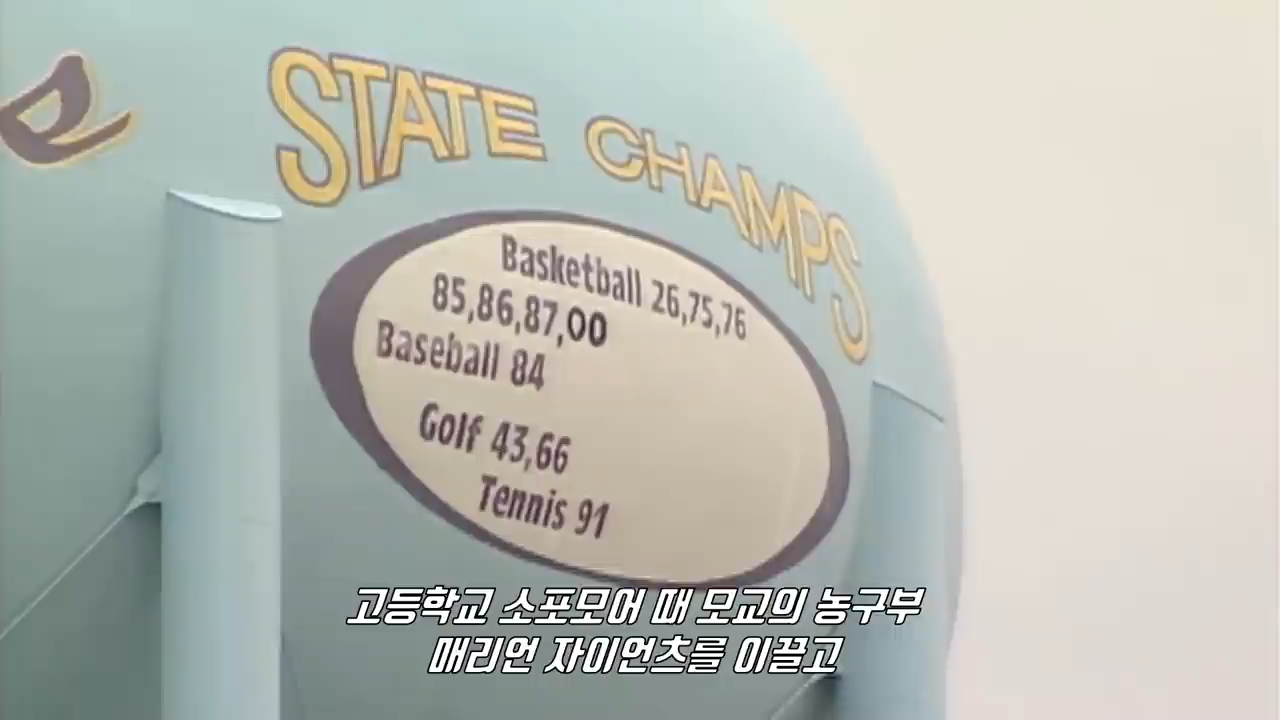 s
STATE CHAMPS
Basketball 26,75,76
85,86,87,00
Baseball 84
Golf 43,66
Tennis 91
고등학교 소포모어 때 모교의 농구부
매리언 자이언츠를 이끌고